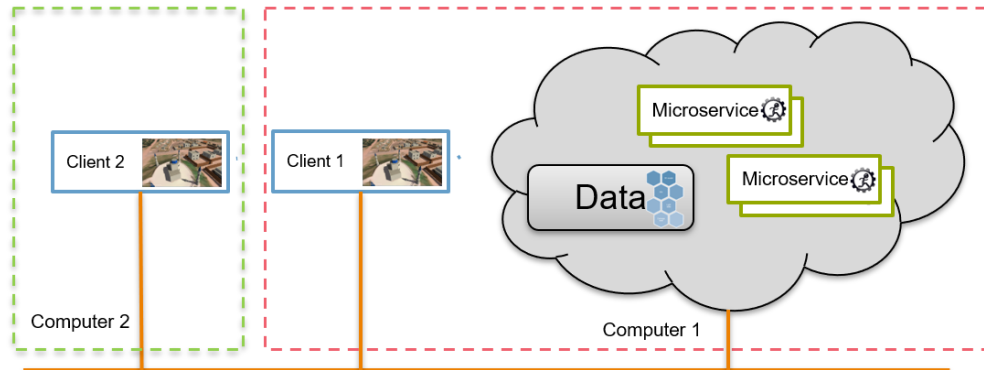 Microservice
Client 2
Client 1
Microservice
Data
Computer 2
Computer 1